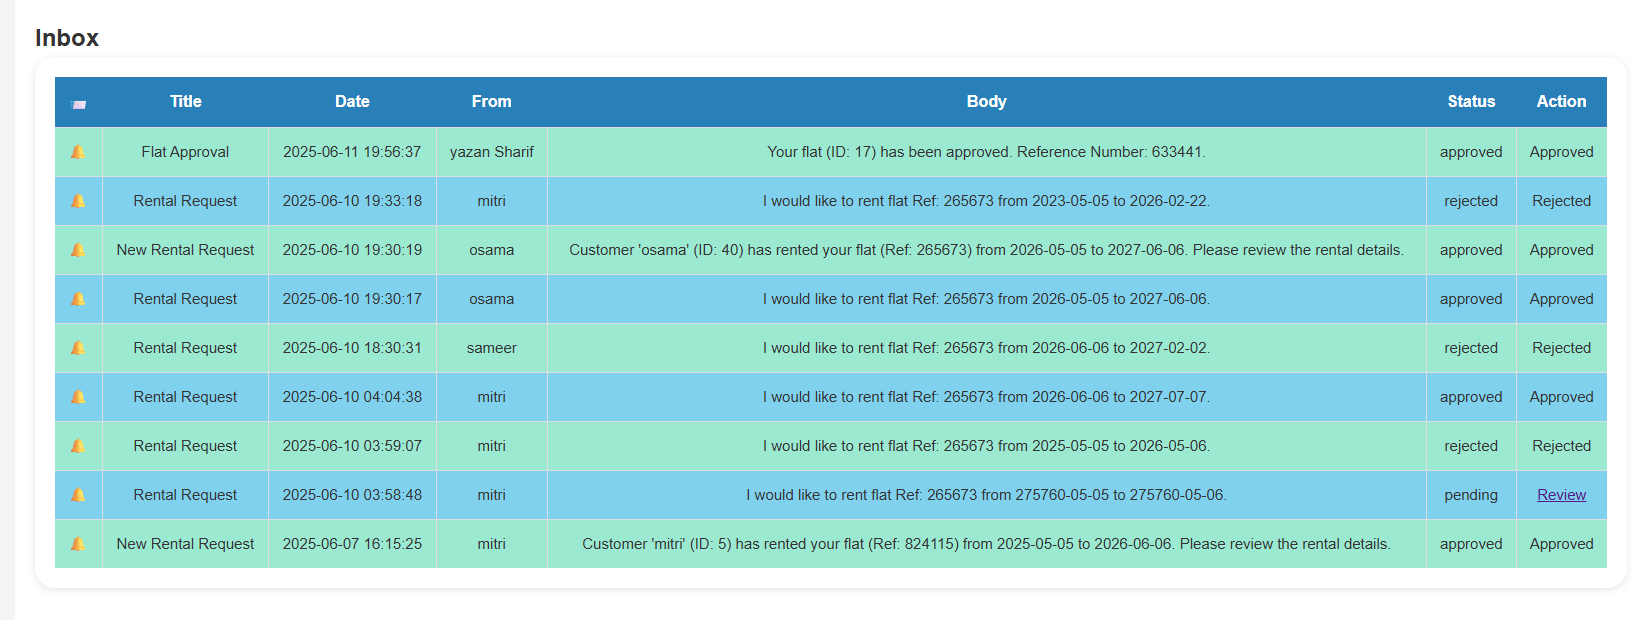 Inbox
Title Date From Body Status Action
Flat Approval 2025-06-11 19:56:37 yazan Sharif Your flat (ID: 17) has been approved. Reference Number: 633441. approved Approved
Rental Request 2025-06-10 19:33:18 mitri I would like to rent flat Ref: 265673 from 2023-05-05 to 2026-02-22. rejected Rejected
New Rental Request 2025-06-10 19:30:19 osama Customer 'osama' (ID: 40) has rented your flat (Ref: 265673) from 2026-05-05 to 2027-06-06. Please review the rental details. approved Approved
Rental Request 2025-06-10 19:30:17 osama I would like to rent flat Ref: 265673 from 2026-05-05 to 2027-06-06. approved Approved
Rental Request 2025-06-10 18:30:31 sameer I would like to rent flat Ref: 265673 from 2026-06-06 to 2027-02-02. rejected Rejected
Rental Request 2025-06-10 04:04:38 mitri I would like to rent flat Ref: 265673 from 2026-06-06 to 2027-07-07. approved Approved
Rental Request 2025-06-10 03:59:07 mitri I would like to rent flat Ref: 265673 from 2025-05-05 to 2026-05-06. rejected Rejected
Rental Request 2025-06-10 03:58:48 mitri I would like to rent flat Ref: 265673 from 275760-05-05 to 275760-05-06. pending Review
New Rental Request 2025-06-07 16:15:25 mitri Customer 'mitri' (ID: 5) has rented your flat (Ref: 824115) from 2025-05-05 to 2026-06-06. Please review the rental details. approved Approved